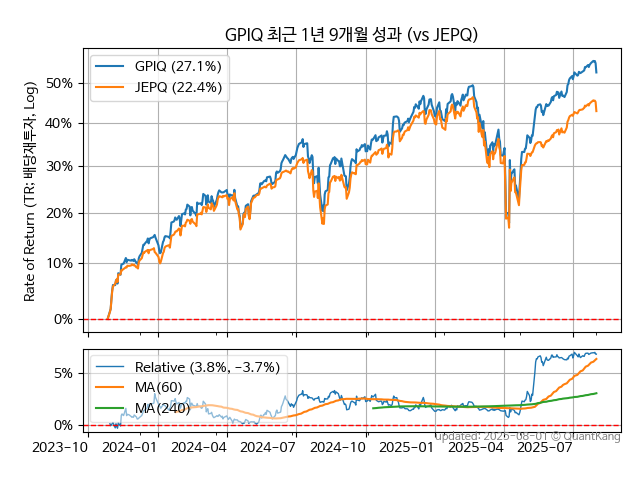 GPIQ 최근 1년 9개월 성과 (vs JEPQ)
GPIQ (27.1%)
JEPQ (22.4%)
Rate of Return (TR: 배당재투자, Log)
50%
40%
30%
20%
10%
0%
Relative (3.8%, −3.7%)
MA(60)
MA(240)
5%
0%
2023−10 2024−01 2024−04 2024−07 2024−10 2025−01 2025−04 2025−07
updated: 2025−08−01 © QuantKang